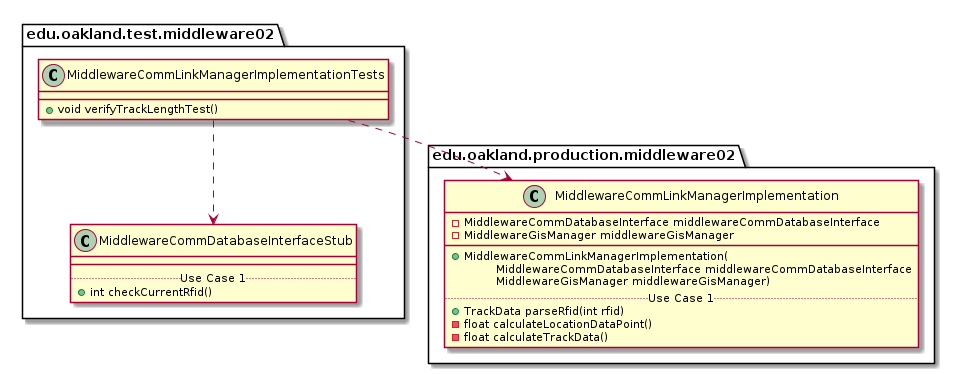 edu.oakland.test.middleware02
C MiddlewareCommLinkManagerImplementationTests
void verifyTrackLengthTest()
C MiddlewareCommDatabaseInterfaceStub
Use Case 1
int checkCurrentRfid()
edu.oakland.production.middleware02
C MiddlewareCommLinkManagerImplementation
MiddlewareCommDatabaseInterface middlewareCommDatabaseInterface
MiddlewareGisManager middlewareGisManager
MiddlewareCommLinkManagerImplementation(
MiddlewareCommDatabaseInterface middlewareCommDatabaseInterface
MiddlewareGisManager middlewareGisManager)
Use Case 1
TrackData parseRfid(int rfid)
float calculateLocationDataPoint()
float calculateTrackData()